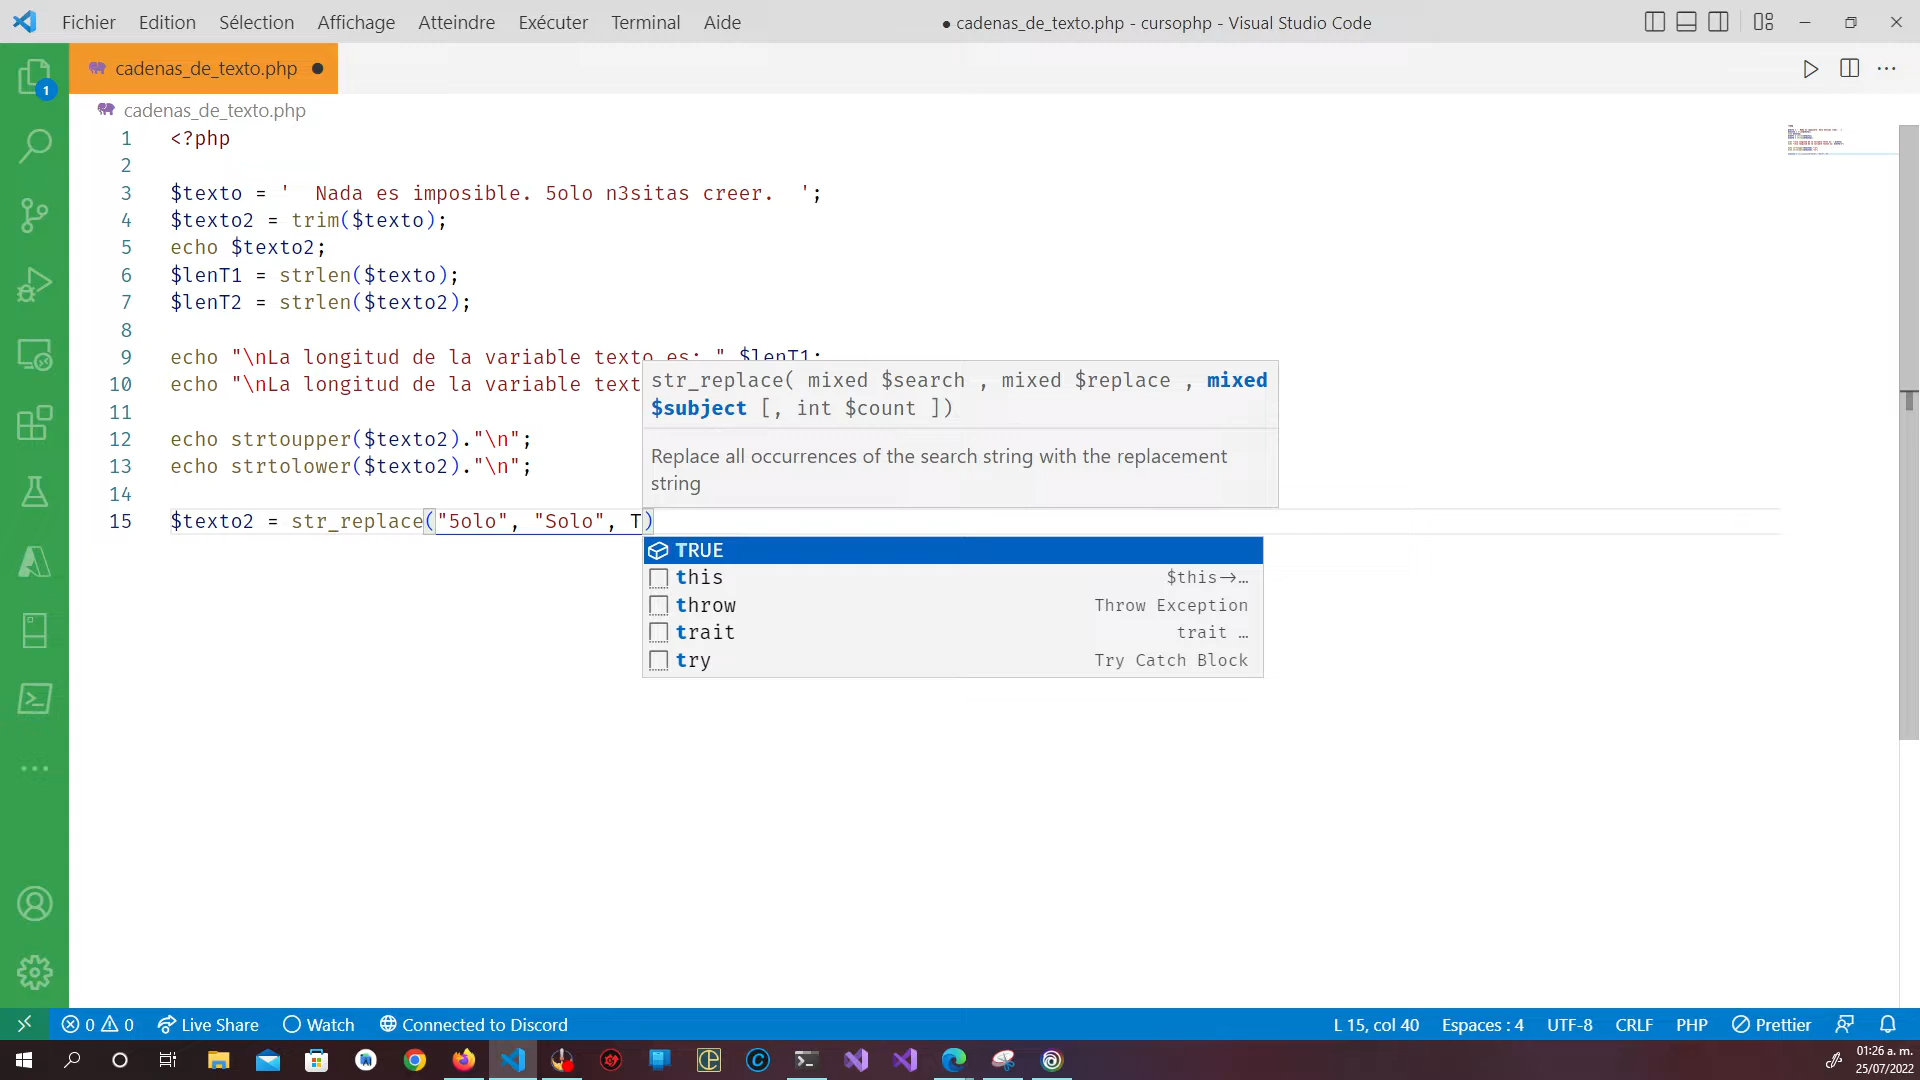 Fichier Edition Sélection Affichage Atteindre Exécuter Terminal Aide
● cadenas_de_texto.php - cursophp - Visual Studio Code
1
cadenas_de_texto.php ●
cadenas_de_texto.php
1 <?php
2
3 $texto = '  Nada es imposible. 5olo n3sitas creer.  ';
4 $texto2 = trim($texto);
5 echo $texto2;
6 $lenT1 = strlen($texto);
7 $lenT2 = strlen($texto2);
8
9 echo "\nLa longitud de la variable texto es: " $lenT1;
10 echo "\nLa longitud de la variable text
11
12 echo strtoupper($texto2)."\n";
13 echo strtolower($texto2)."\n";
14
15 $texto2 = str_replace("5olo", "Solo", T)
str_replace( mixed $search , mixed $replace , mixed
$subject [, int $count ])
Replace all occurrences of the search string with the replacement
string
TRUE
this $this->…
throw Throw Exception
trait trait …
try Try Catch Block
0 0 Live Share Watch Connected to Discord
L 15, col 40 Espaces : 4 UTF-8 CRLF PHP Prettier
01:26 a. m.
25/07/2022